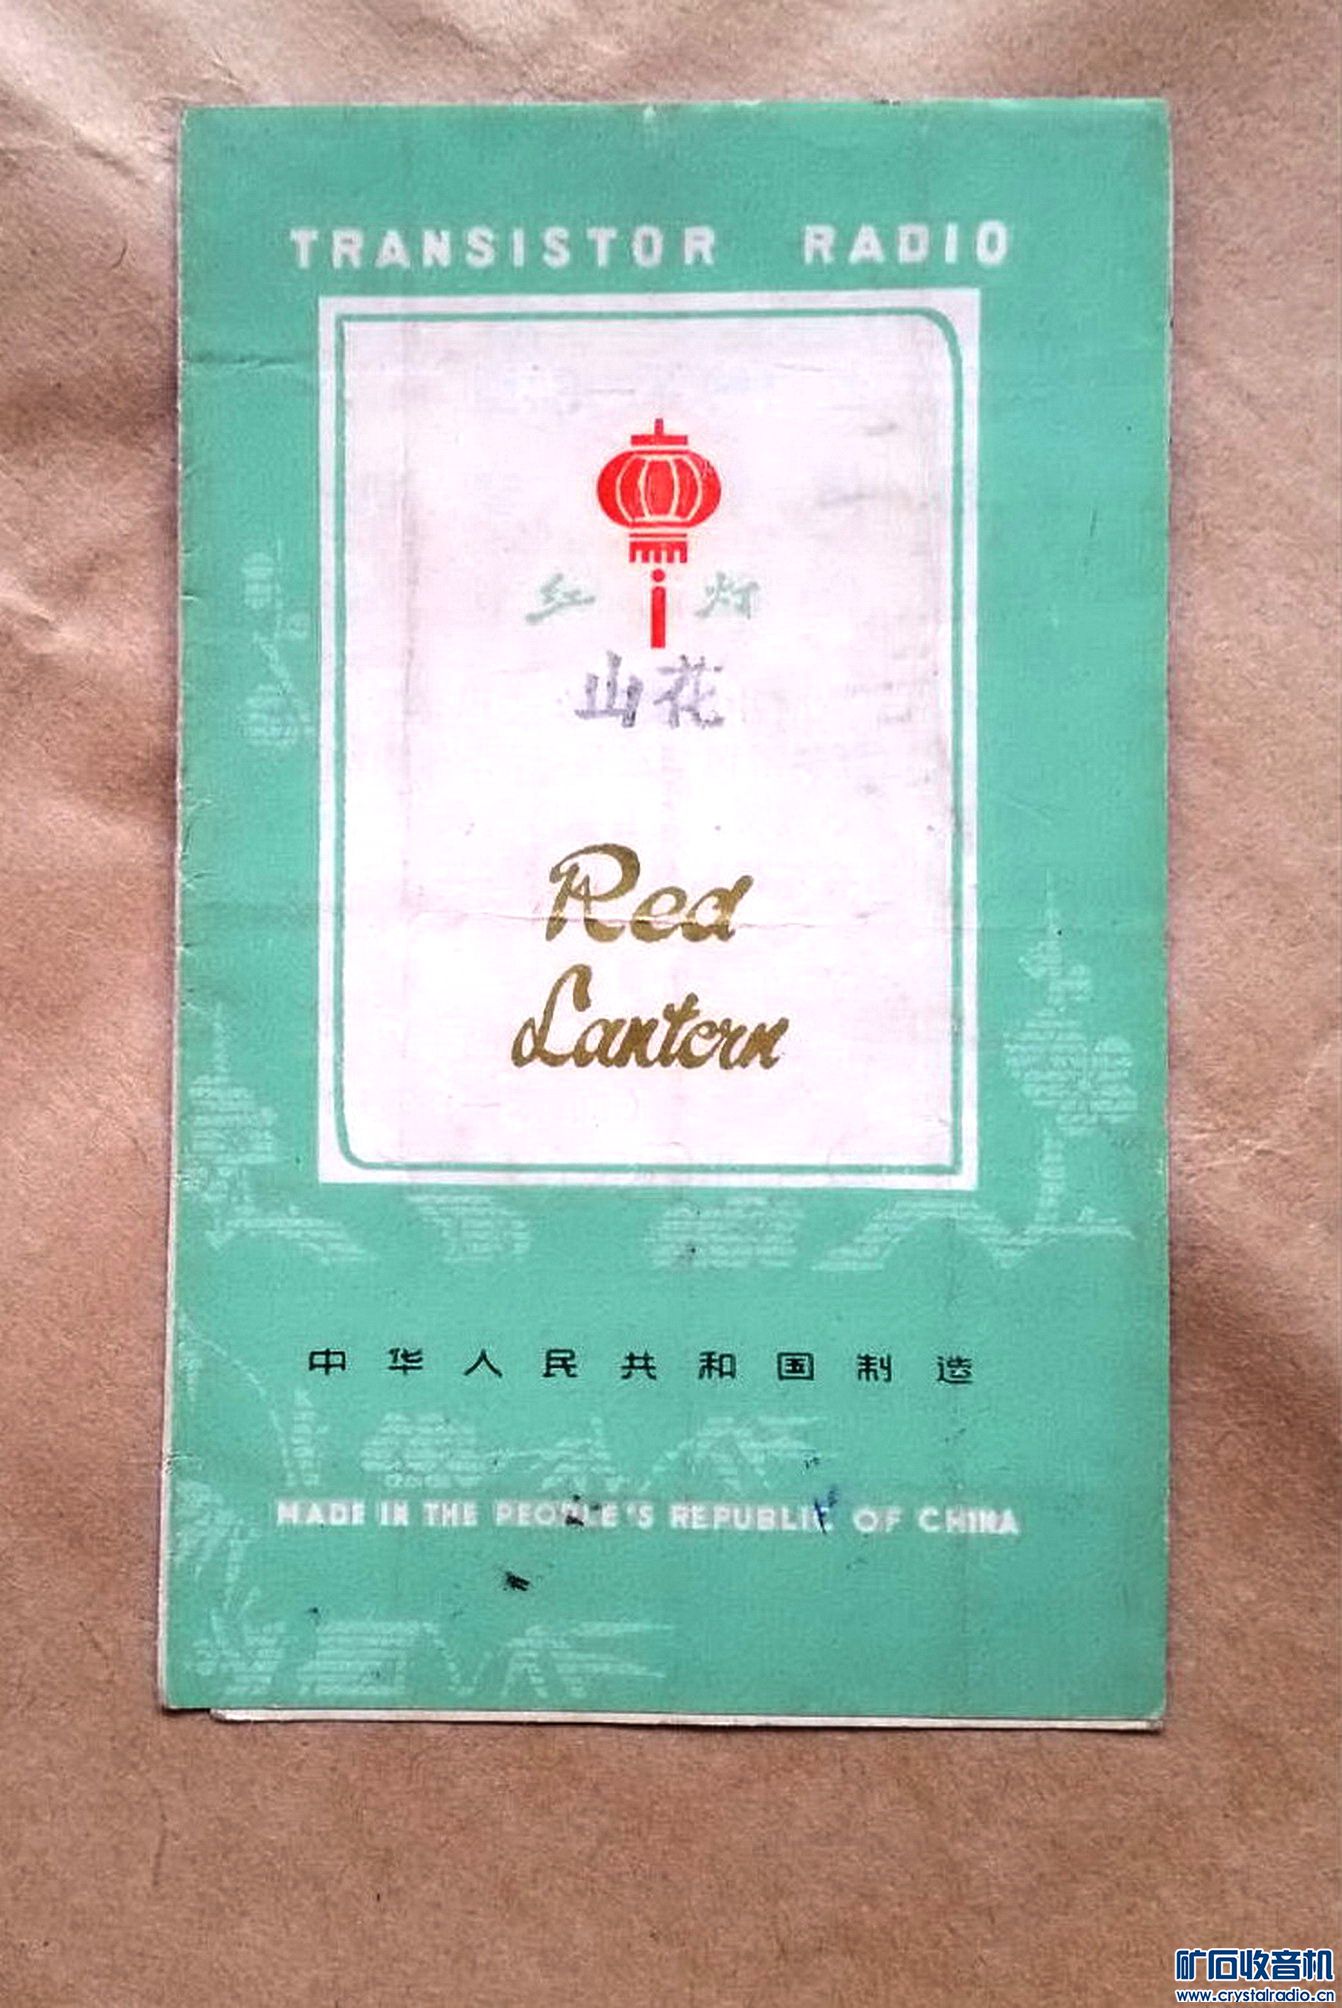 TRANSISTOR RADIO
红灯
山花
Red
Lantern
中华人民共和国制造
MADE IN THE PEOPLE'S REPUBLIC OF CHINA
矿石收音机
www.crystalradio.cn